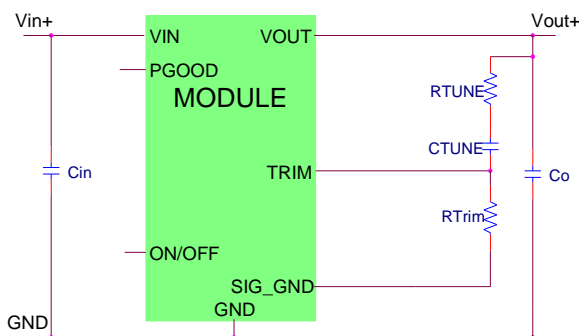 Vin+
Vout+
VIN
VOUT
PGOOD
RTUNE
MODULE
CTUNE
TRIM
Cin
Co
RTrim
ON/OFF
SIG_GND
GND
GND